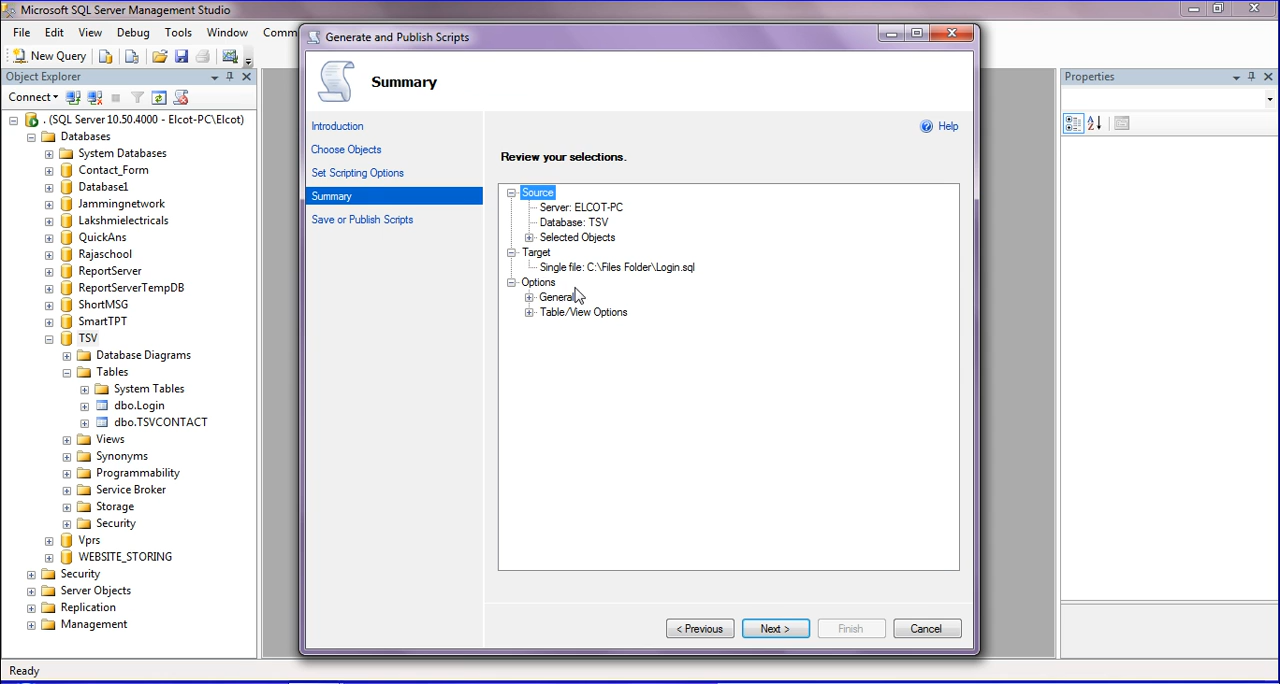 Microsoft SQL Server Management Studio
File Edit View Debug Tools Window Comm
New Query
Object Explorer
Connect
. (SQL Server 10.50.4000 - Elcot-PC\Elcot)
Databases
System Databases
Contact_Form
Database1
Jammingnetwork
Lakshmielectricals
QuickAns
Rajaschool
ReportServer
ReportServerTempDB
ShortMSG
SmartTPT
TSV
Database Diagrams
Tables
System Tables
dbo.Login
dbo.TSVCONTACT
Views
Synonyms
Programmability
Service Broker
Storage
Security
Vprs
WEBSITE_STORING
Security
Server Objects
Replication
Management
Ready
Generate and Publish Scripts
Summary
Introduction
Choose Objects
Set Scripting Options
Summary
Save or Publish Scripts
Help
Review your selections.
Source
Server: ELCOT-PC
Database: TSV
Selected Objects
Target
Single file: C:\Files Folder\Login.sql
Options
General
Table/View Options
< Previous
Next >
Finish
Cancel
Properties